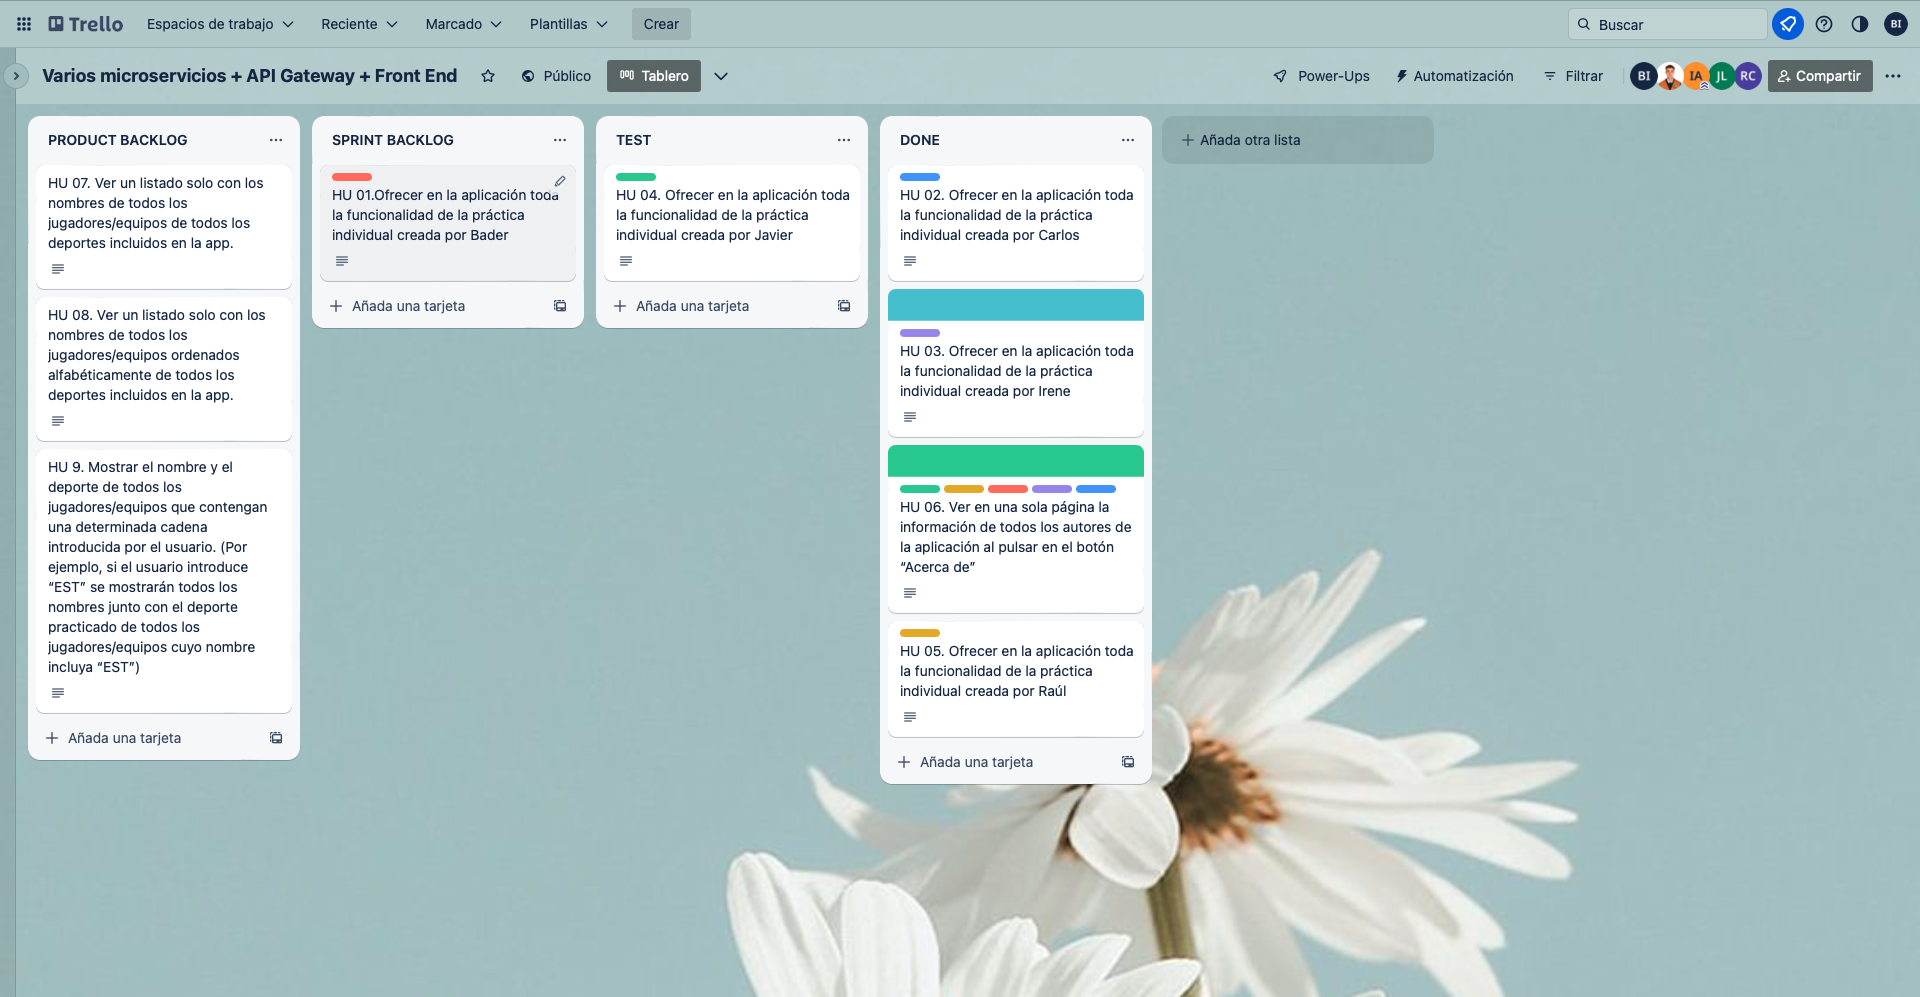 Trello
Espacios de trabajo
Reciente
Marcado
Plantillas
Crear
Buscar
BI
Varios microservicios + API Gateway + Front End
Público
Tablero
Power-Ups
Automatización
Filtrar
BI
IA
JL
RC
Compartir
PRODUCT BACKLOG
HU 07. Ver un listado solo con los
nombres de todos los
jugadores/equipos de todos los
deportes incluidos en la app.
HU 08. Ver un listado solo con los
nombres de todos los
jugadores/equipos ordenados
alfabéticamente de todos los
deportes incluidos en la app.
HU 9. Mostrar el nombre y el
deporte de todos los
jugadores/equipos que contengan
una determinada cadena
introducida por el usuario. (Por
ejemplo, si el usuario introduce
“EST” se mostrarán todos los
nombres junto con el deporte
practicado de todos los
jugadores/equipos cuyo nombre
incluya “EST”)
Añada una tarjeta
SPRINT BACKLOG
HU 01.Ofrecer en la aplicación toda
la funcionalidad de la práctica
individual creada por Bader
Añada una tarjeta
TEST
HU 04. Ofrecer en la aplicación toda
la funcionalidad de la práctica
individual creada por Javier
Añada una tarjeta
DONE
HU 02. Ofrecer en la aplicación toda
la funcionalidad de la práctica
individual creada por Carlos
HU 03. Ofrecer en la aplicación toda
la funcionalidad de la práctica
individual creada por Irene
HU 06. Ver en una sola página la
información de todos los autores de
la aplicación al pulsar en el botón
“Acerca de”
HU 05. Ofrecer en la aplicación toda
la funcionalidad de la práctica
individual creada por Raúl
Añada una tarjeta
Añada otra lista